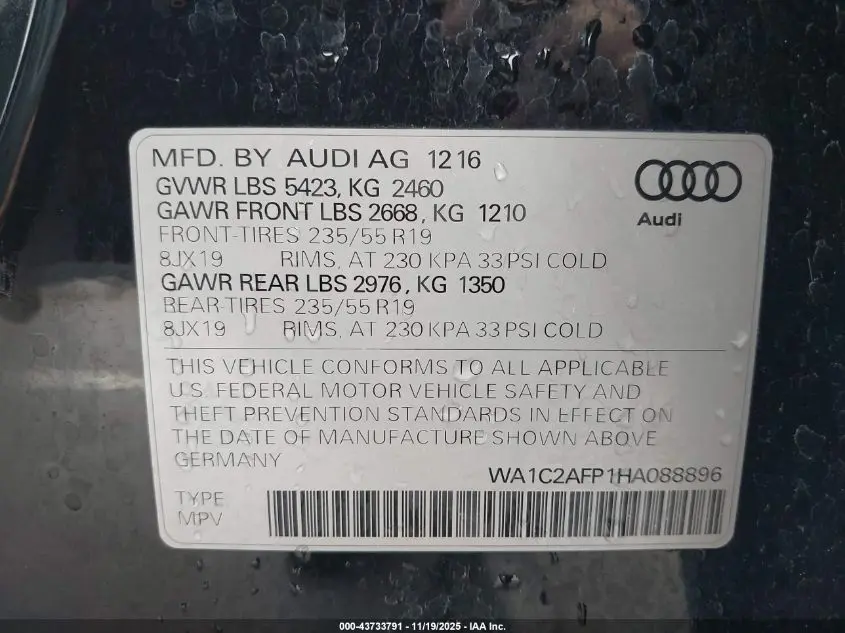 MFD. BY AUDI AG 1216
GVWR LBS 5423, KG 2460
GAWR FRONT LBS 2668, KG 1210
FRONT-TIRES 235/55 R19
8JX19 RIMS, AT 230 KPA 33 PSI COLD
GAWR REAR LBS 2976, KG 1350
REAR-TIRES 235/55 R19
8JX19 RIMS, AT 230 KPA 33 PSI COLD
Audi
THIS VEHICLE CONFORMS TO ALL APPLICABLE
U.S. FEDERAL MOTOR VEHICLE SAFETY AND
THEFT PREVENTION STANDARDS IN EFFECT ON
THE DATE OF MANUFACTURE SHOWN ABOVE
GERMANY
WA1C2AFP1HA088896
TYPE
MPV
000-43733791 - 11/19/2025 - IAA Inc.